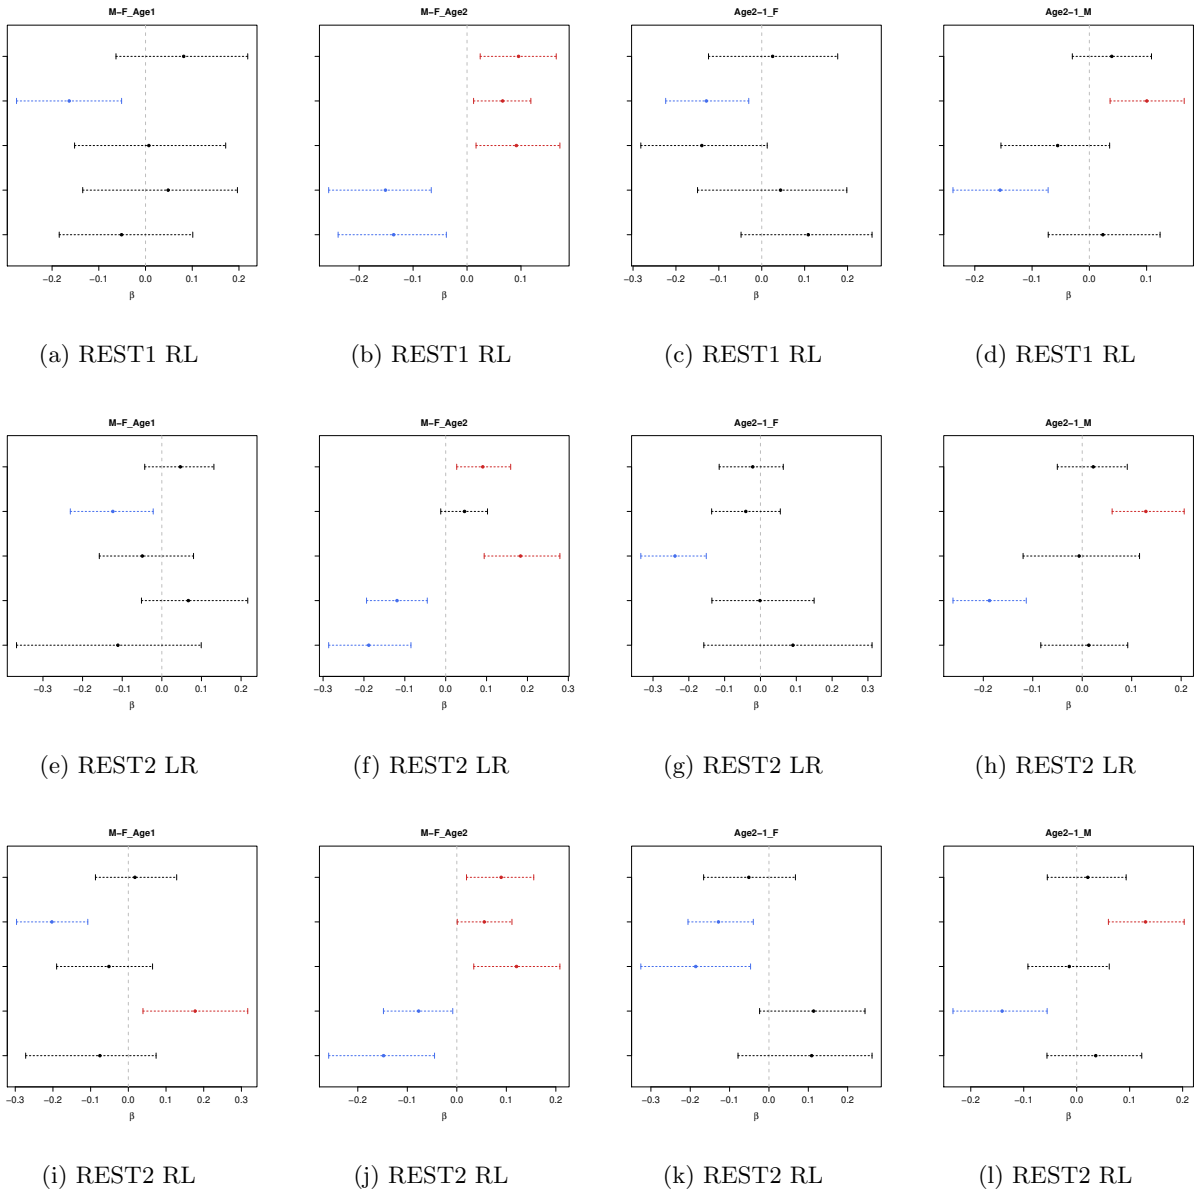 M−F_Age1 M−F_Age2 Age2−1_F Age2−1_M
−0.2 −0.1 0.0 0.1 0.2 −0.2 −0.1 0.0 0.1 −0.3 −0.2 −0.1 0.0 0.1 0.2 −0.2 −0.1 0.0 0.1
β β β β
(a) REST1 RL (b) REST1 RL (c) REST1 RL (d) REST1 RL
M−F_Age1 M−F_Age2 Age2−1_F Age2−1_M
−0.3 −0.2 −0.1 0.0 0.1 0.2 −0.3 −0.2 −0.1 0.0 0.1 0.2 0.3 −0.3 −0.2 −0.1 0.0 0.1 0.2 0.3 −0.2 −0.1 0.0 0.1 0.2
β β β β
(e) REST2 LR (f) REST2 LR (g) REST2 LR (h) REST2 LR
M−F_Age1 M−F_Age2 Age2−1_F Age2−1_M
−0.3 −0.2 −0.1 0.0 0.1 0.2 0.3 −0.2 −0.1 0.0 0.1 0.2 −0.3 −0.2 −0.1 0.0 0.1 0.2 −0.2 −0.1 0.0 0.1 0.2
β β β β
(i) REST2 RL (j) REST2 RL (k) REST2 RL (l) REST2 RL